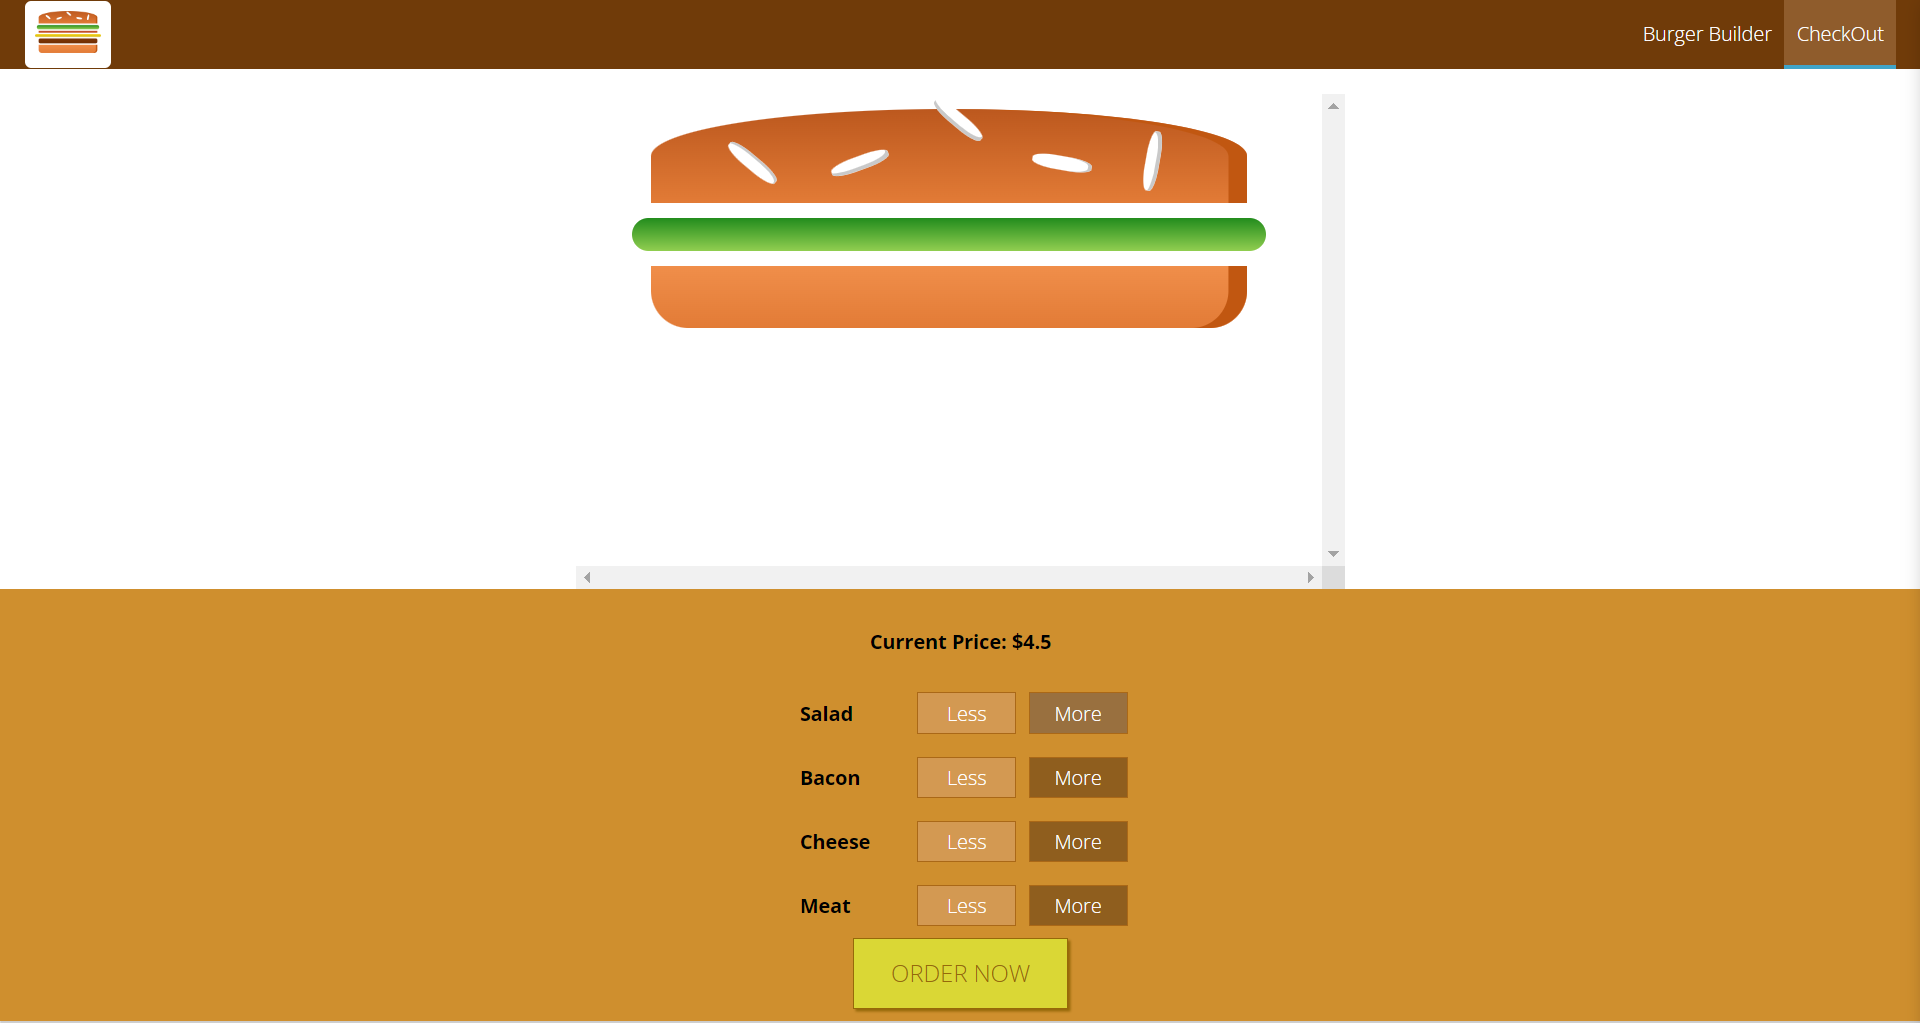 Burger Builder CheckOut
Current Price: $4.5
Salad Less More
Bacon Less More
Cheese Less More
Meat Less More
ORDER NOW